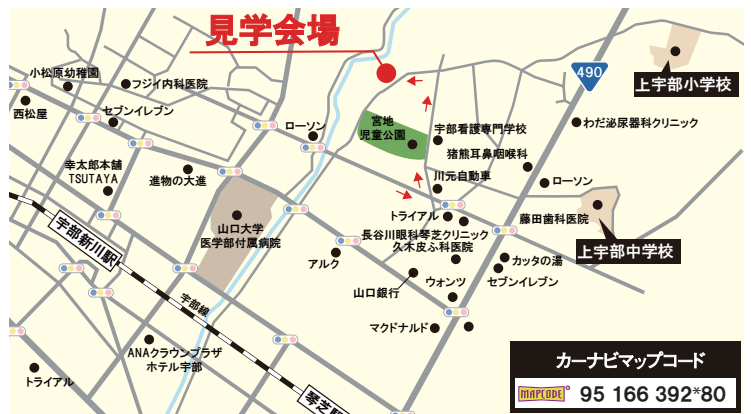 見学会場
490
上宇部小学校
小松原幼稚園
フジイ内科医院
西松屋
セブンイレブン
ローソン
宮地
児童公園
宇部看護専門学校
わだ泌尿器科クリニック
猪熊耳鼻咽喉科
幸太郎本舗
TSUTAYA
進物の大進
川元自動車
ローソン
山口大学
医学部付属病院
トライアル
藤田歯科医院
長谷川眼科琴芝クリニック
久木皮ふ科医院
上宇部中学校
宇部新川駅
アルク
カッタの湯
セブンイレブン
山口銀行
ウォンツ
宇部線
マクドナルド
ANAクラウンプラザ
ホテル宇部
トライアル
琴芝駅
カーナビマップコード
MAPCODE 95 166 392*80